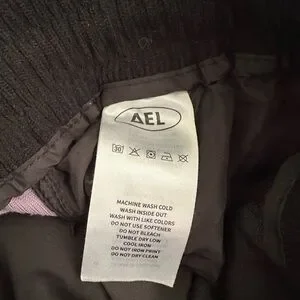 AEL
30
MACHINE WASH COLD
WASH INSIDE OUT
WASH WITH LIKE COLORS
DO NOT USE SOFTENER
DO NOT BLEACH
TUMBLE DRY LOW
COOL IRON
DO NOT IRON PRINT
DO NOT DRY CLEAN